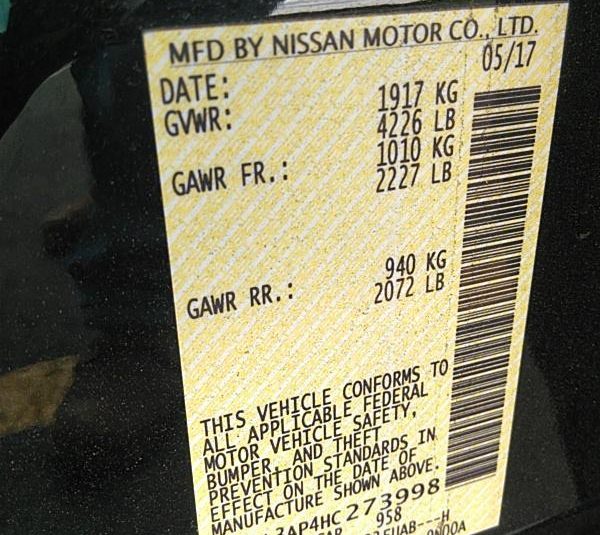 MFD BY NISSAN MOTOR CO., LTD.
DATE: 05/17
GVWR: 1917 KG
4226 LB
GAWR FR.: 1010 KG
2227 LB
GAWR RR.: 940 KG
2072 LB
THIS VEHICLE CONFORMS TO
ALL APPLICABLE FEDERAL
MOTOR VEHICLE SAFETY,
BUMPER, AND THEFT
PREVENTION STANDARDS IN
EFFECT ON THE DATE OF
MANUFACTURE SHOWN ABOVE.
3AP4HC273998
958